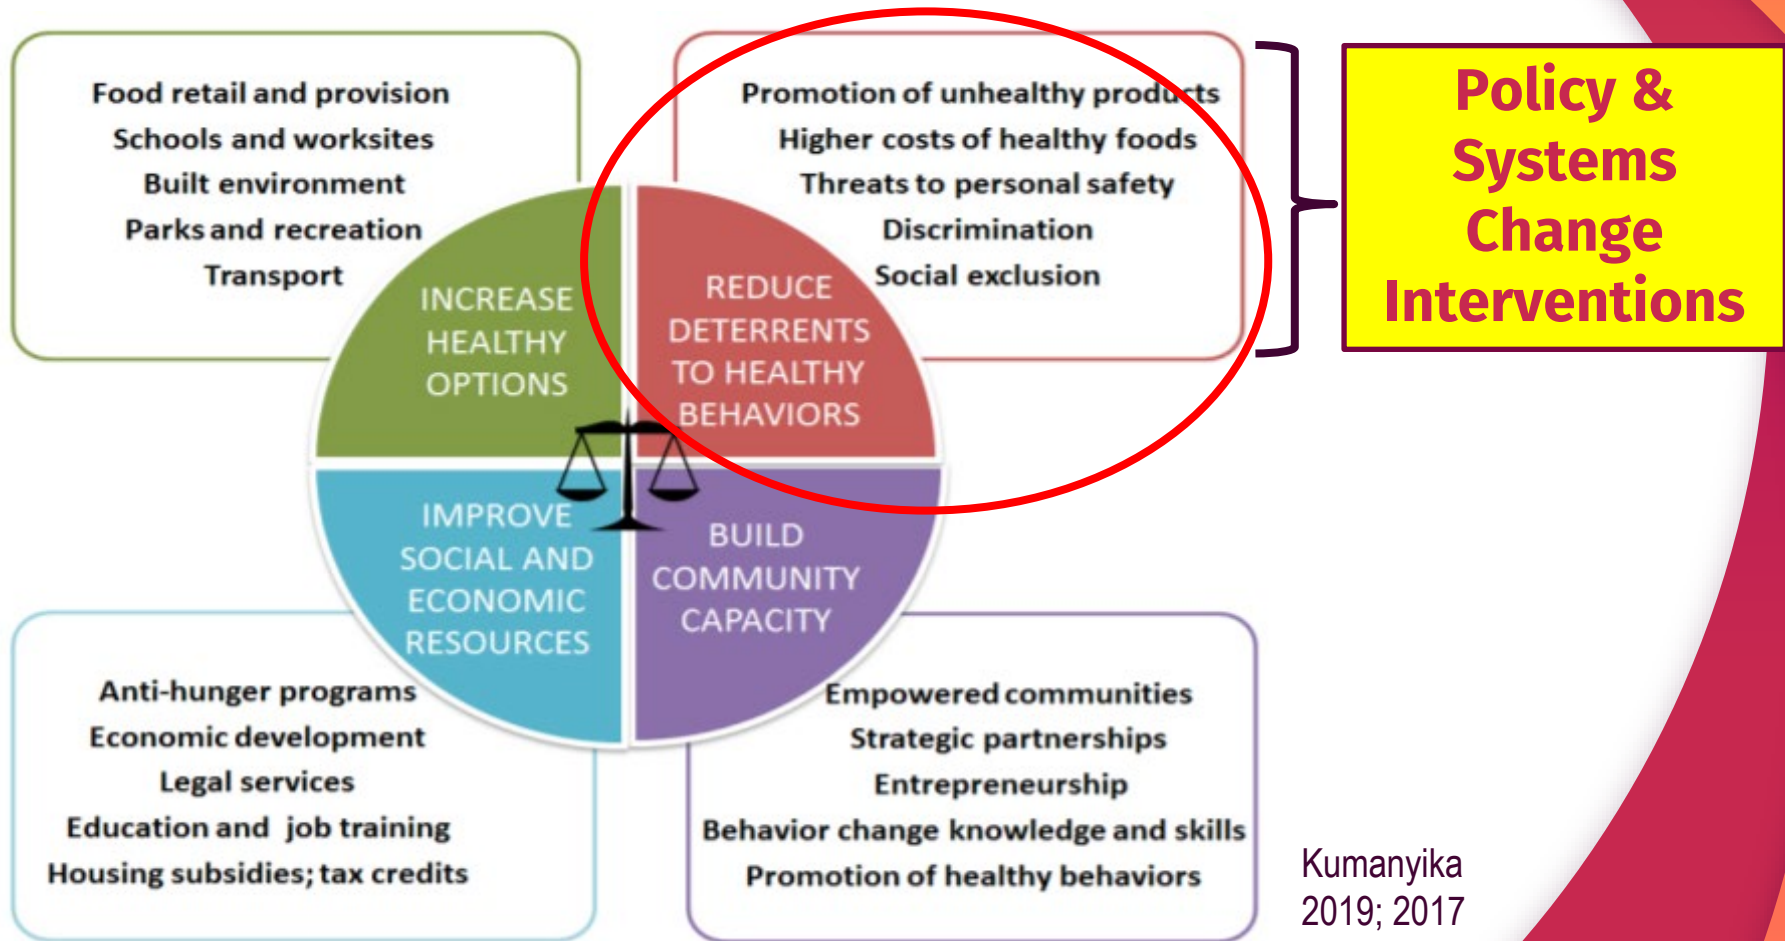 Food retail and provision
Schools and worksites
Built environment
Parks and recreation
Transport
Promotion of unhealthy products
Higher costs of healthy foods
Threats to personal safety
Discrimination
Social exclusion
Policy &
Systems
Change
Interventions
INCREASE
HEALTHY
OPTIONS
REDUCE
DETERRENTS
TO HEALTHY
BEHAVIORS
IMPROVE
SOCIAL AND
ECONOMIC
RESOURCES
BUILD
COMMUNITY
CAPACITY
Anti-hunger programs
Economic development
Legal services
Education and job training
Housing subsidies; tax credits
Empowered communities
Strategic partnerships
Entrepreneurship
Behavior change knowledge and skills
Promotion of healthy behaviors
Kumanyika
2019; 2017